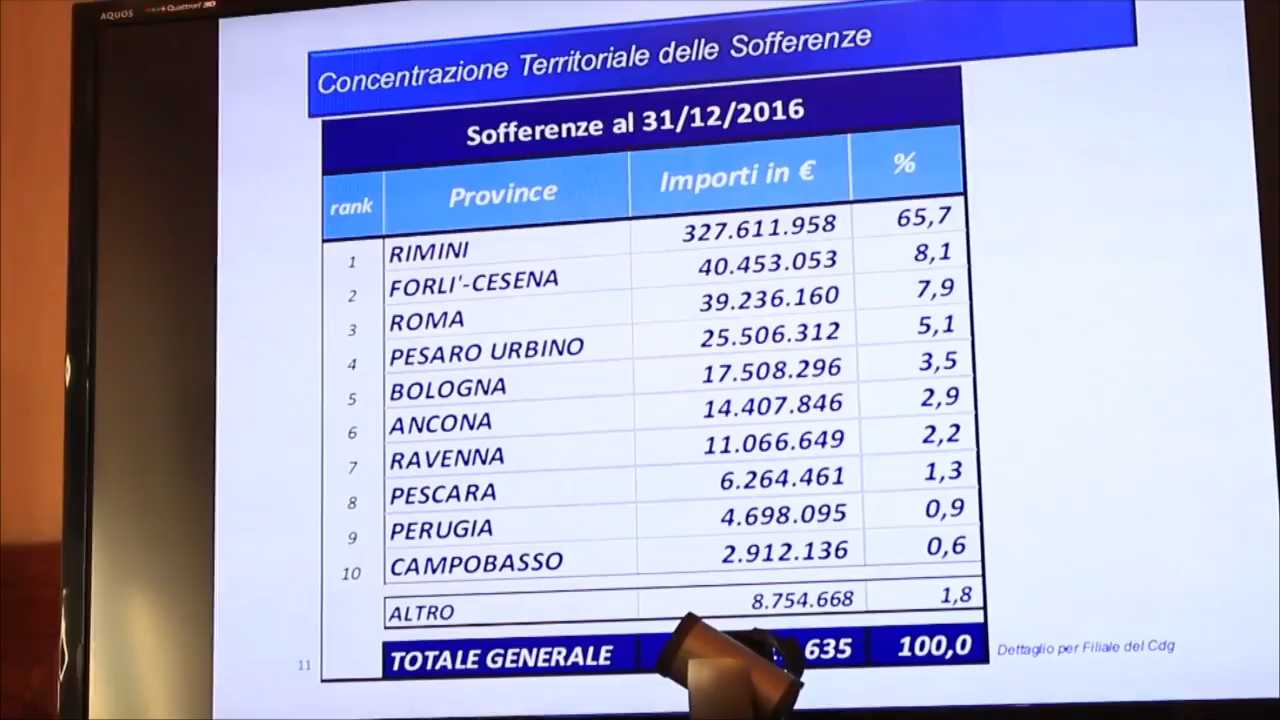 AQUOS Quattron 3D
Concentrazione Territoriale delle Sofferenze
Sofferenze al 31/12/2016
rank Province Importi in € %
1 RIMINI 327.611.958 65,7
2 FORLI'-CESENA 40.453.053 8,1
3 ROMA 39.236.160 7,9
4 PESARO URBINO 25.506.312 5,1
5 BOLOGNA 17.508.296 3,5
6 ANCONA 14.407.846 2,9
7 RAVENNA 11.066.649 2,2
8 PESCARA 6.264.461 1,3
9 PERUGIA 4.698.095 0,9
10 CAMPOBASSO 2.912.136 0,6
ALTRO 8.754.668 1,8
TOTALE GENERALE 635 100,0
11 Dettaglio per Filiale del Cdg